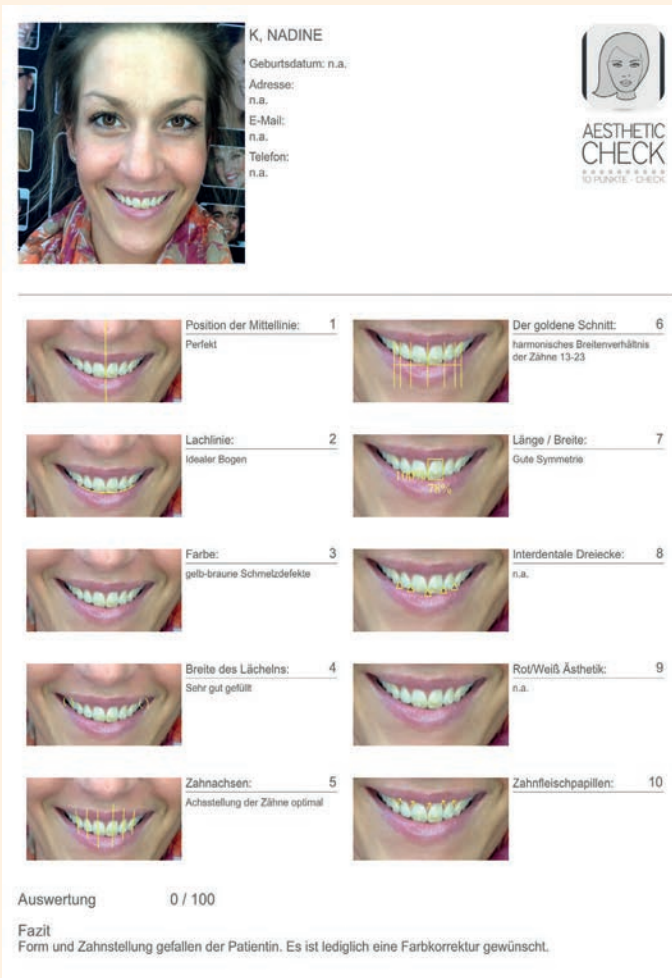 K, NADINE
Geburtsdatum: n.a.
Adresse:
n.a.
E-Mail:
n.a.
Telefon:
n.a.
AESTHETIC
CHECK
10 PUNKTE - CHECK
Position der Mittellinie: 1
Perfekt
Lachlinie: 2
Idealer Bogen
Farbe: 3
gelb-braune Schmelzdefekte
Breite des Lächelns: 4
Sehr gut gefüllt
Zahnachsen: 5
Achsstellung der Zähne optimal
Der goldene Schnitt: 6
harmonisches Breitenverhältnis
der Zähne 13-23
Länge / Breite: 7
Gute Symmetrie
100%
78%
Interdentale Dreiecke: 8
n.a.
Rot/Weiß Ästhetik: 9
n.a.
Zahnfleischpapillen: 10
Auswertung 0 / 100
Fazit
Form und Zahnstellung gefallen der Patientin. Es ist lediglich eine Farbkorrektur gewünscht.